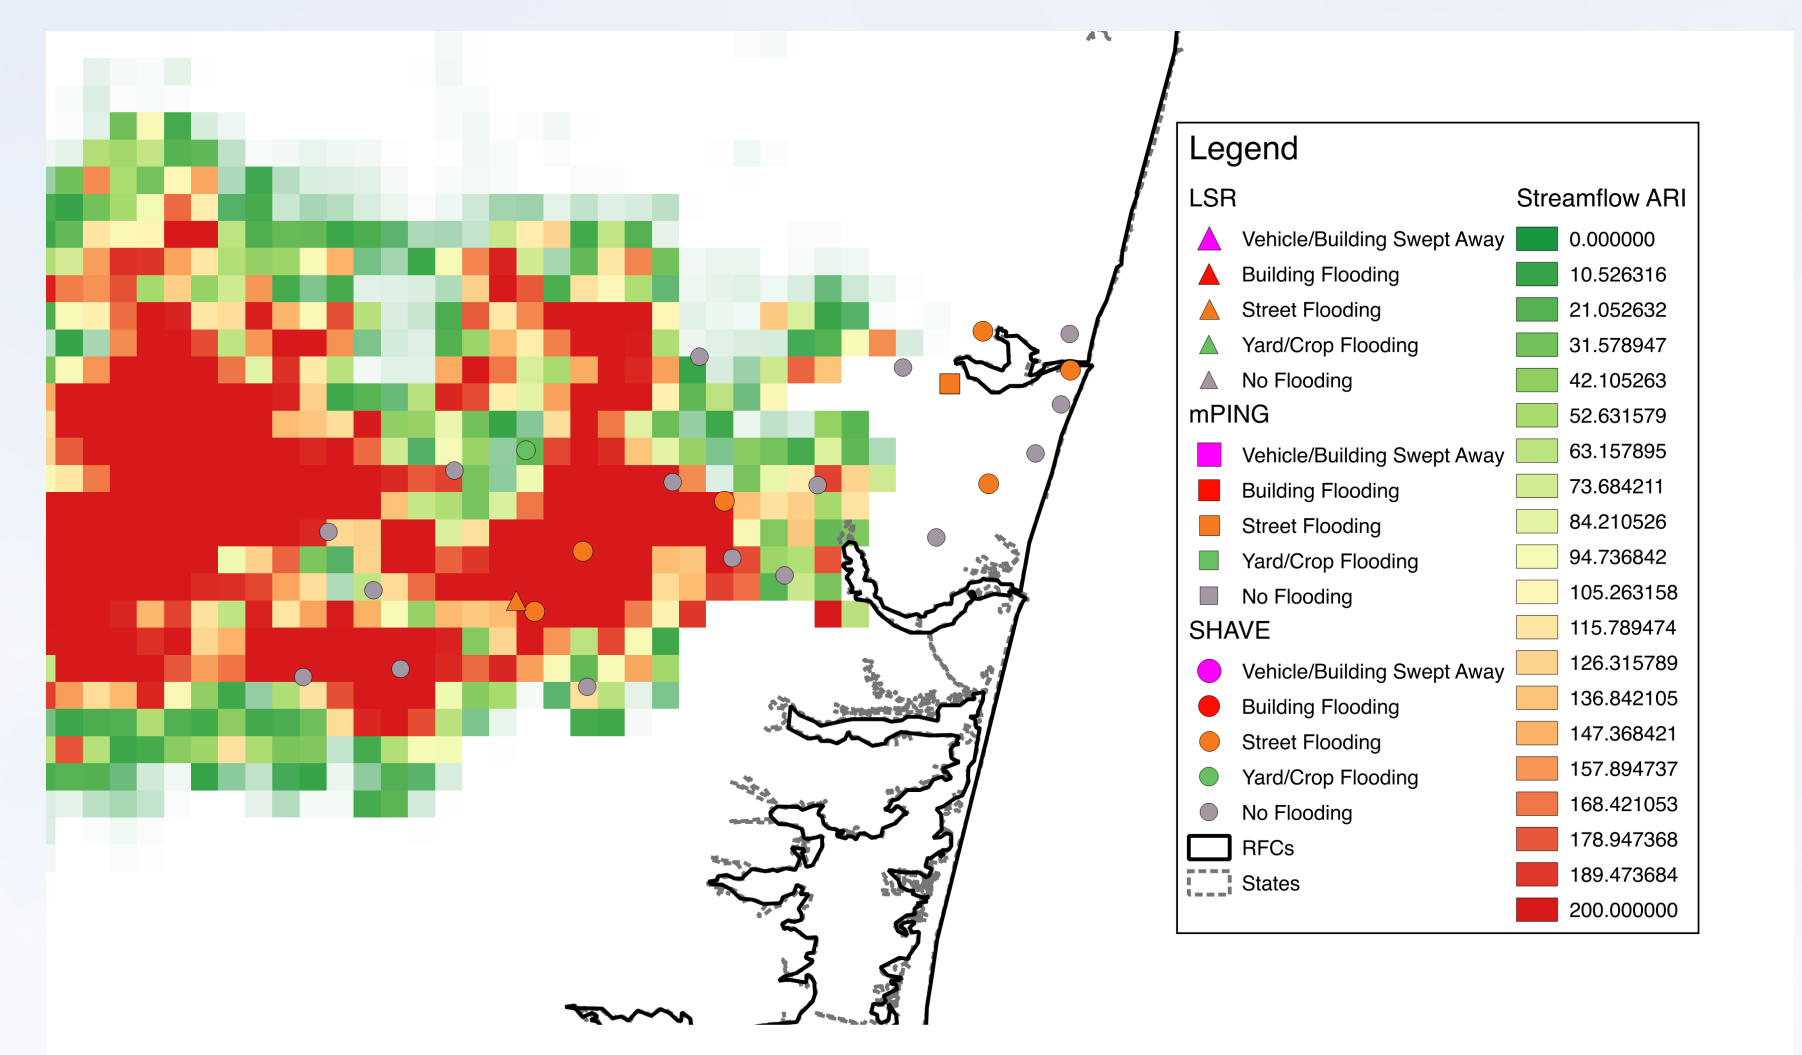 Legend
LSR
Vehicle/Building Swept Away
Building Flooding
Street Flooding
Yard/Crop Flooding
No Flooding
mPING
Vehicle/Building Swept Away
Building Flooding
Street Flooding
Yard/Crop Flooding
No Flooding
SHAVE
Vehicle/Building Swept Away
Building Flooding
Street Flooding
Yard/Crop Flooding
No Flooding
RFCs
States
Streamflow ARI
0.000000
10.526316
21.052632
31.578947
42.105263
52.631579
63.157895
73.684211
84.210526
94.736842
105.263158
115.789474
126.315789
136.842105
147.368421
157.894737
168.421053
178.947368
189.473684
200.000000